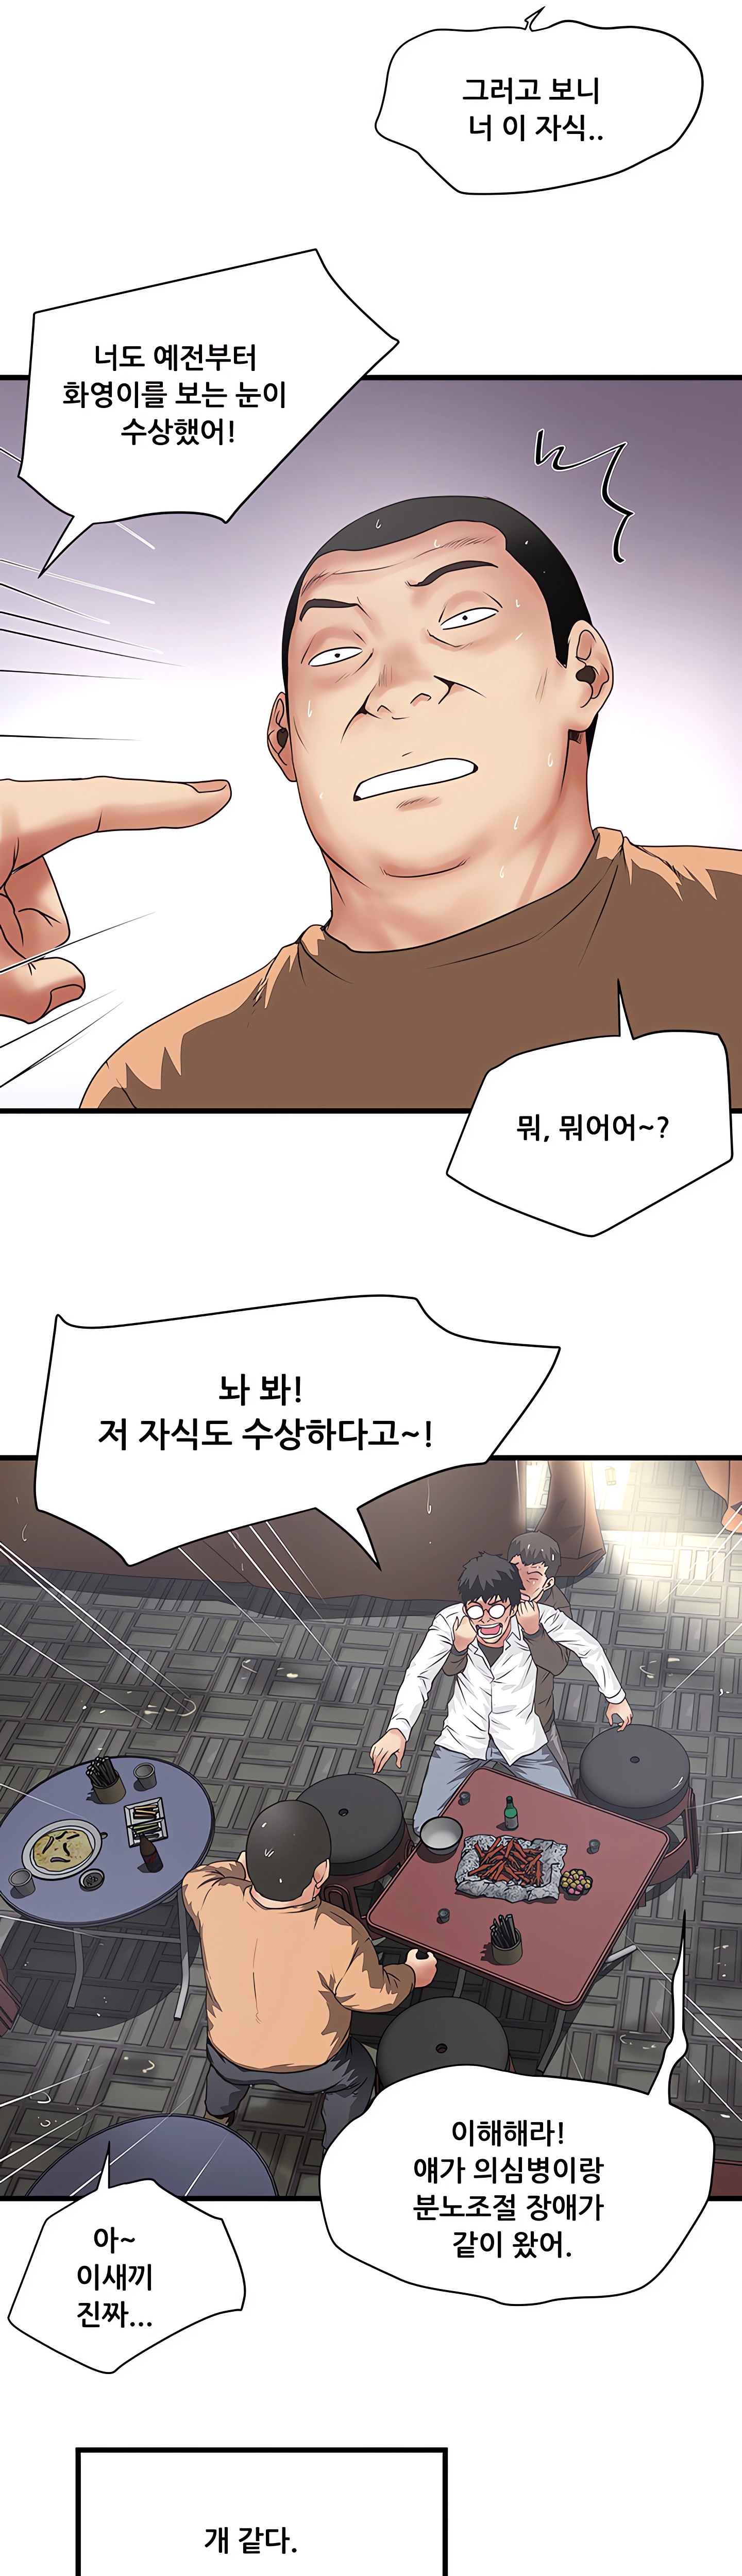 그러고 보니
너 이 자식..
너도 예전부터
화영이를 보는 눈이
수상했어!
뭐, 뭐어어~?
놔 봐!
저 자식도 수상하다고~!
이해해라!
얘가 의심병이랑
분노조절 장애가
같이 왔어.
아~
이새끼
진짜...
개 같다.